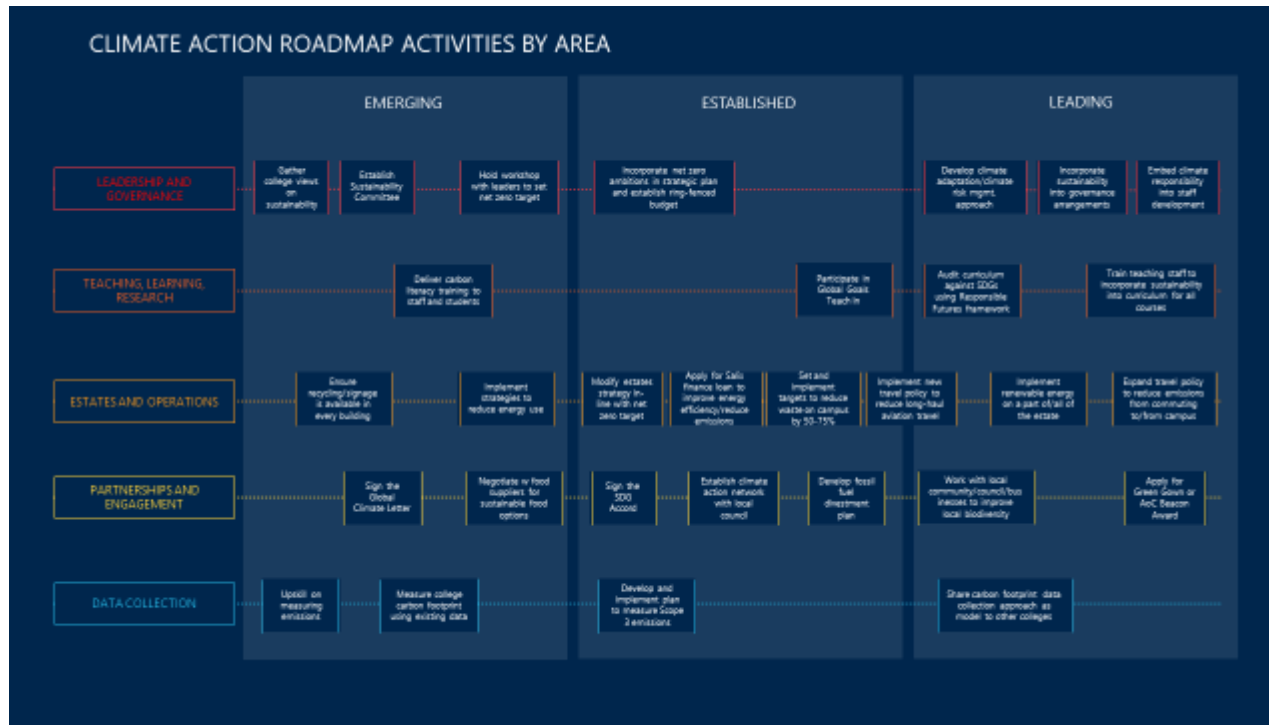 CLIMATE ACTION ROADMAP ACTIVITIES BY AREA
EMERGING
ESTABLISHED
LEADING
LEADERSHIP AND
GOVERNANCE
Gather
college views
on
sustainability
Establish
Sustainability
Committee
Hold workshop
with leaders to set
net zero target
Incorporate net zero
ambitions in strategic plan
and establish ring-fenced
budget
Develop climate
adaptation/climate
risk mgmt.
approach
Incorporate
sustainability
into governance
arrangements
Embed climate
responsibility
into staff
development
TEACHING, LEARNING,
RESEARCH
Deliver carbon
literacy training to
staff and students
Participate in
Global Goals
Teach In
Audit curriculum
against SDGs
using Responsible
Futures framework
Train teaching staff to
incorporate sustainability
into curriculum for all
courses
ESTATES AND OPERATIONS
Ensure
recycling/signage
is available in
every building
Implement
strategies to
reduce energy use
Modify estates
strategy in-
line with net
zero target
Apply for Salix
finance loan to
improve energy
efficiency/reduce
emissions
Set and
implement
targets to reduce
waste on campus
by 50-75%
Implement new
travel policy to
reduce long-haul
aviation travel
Implement
renewable energy
on a part of/all of
the estate
Expand travel policy
to reduce emissions
from commuting
to/from campus
PARTNERSHIPS AND
ENGAGEMENT
Sign the
Global
Climate Letter
Negotiate w food
suppliers for
sustainable food
options
Sign the
SDG
Accord
Establish climate
action network
with local
council
Develop fossil
fuel
divestment
plan
Work with local
community/council/bus
inesses to improve
local biodiversity
Apply for
Green Gown or
AoC Beacon
Award
DATA COLLECTION
Upskill on
measuring
emissions
Measure college
carbon footprint
using existing data
Develop and
implement plan
to measure Scope
3 emissions
Share carbon footprint data
collection approach as
model to other colleges